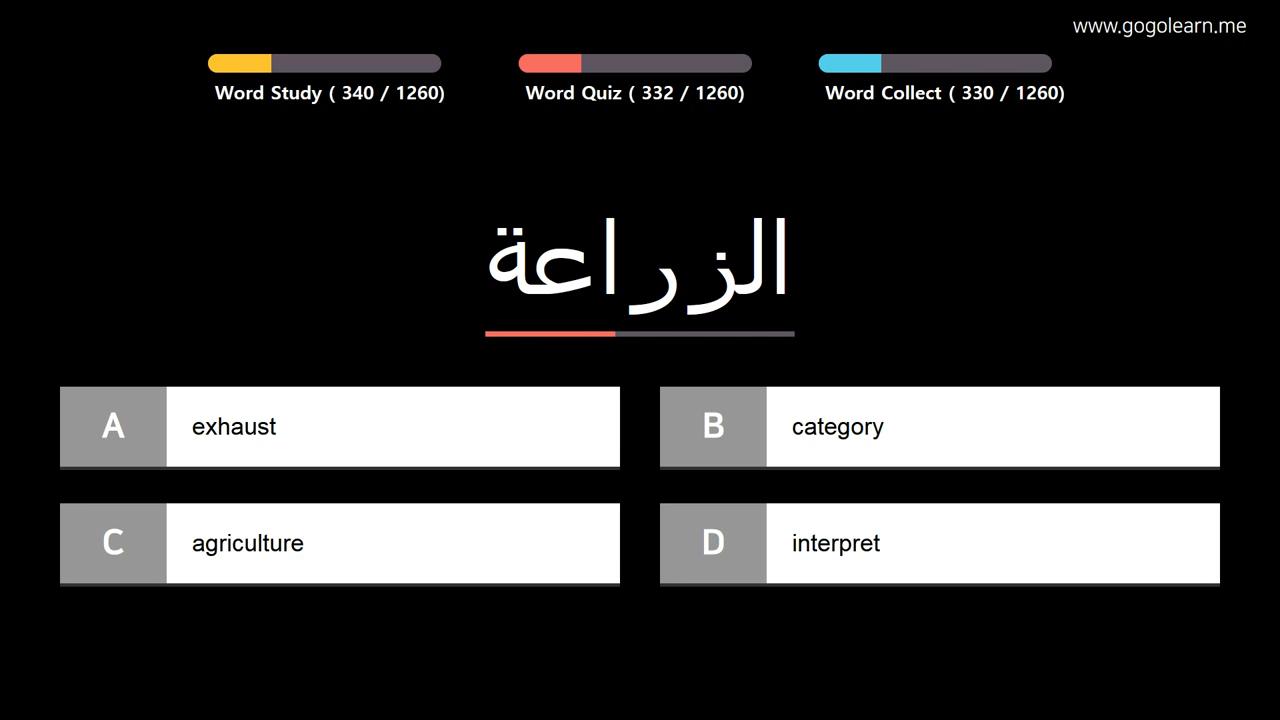 www.gogolearn.me
Word Study ( 340 / 1260)
Word Quiz ( 332 / 1260)
Word Collect ( 330 / 1260)
الزراعة
A exhaust
B category
C agriculture
D interpret